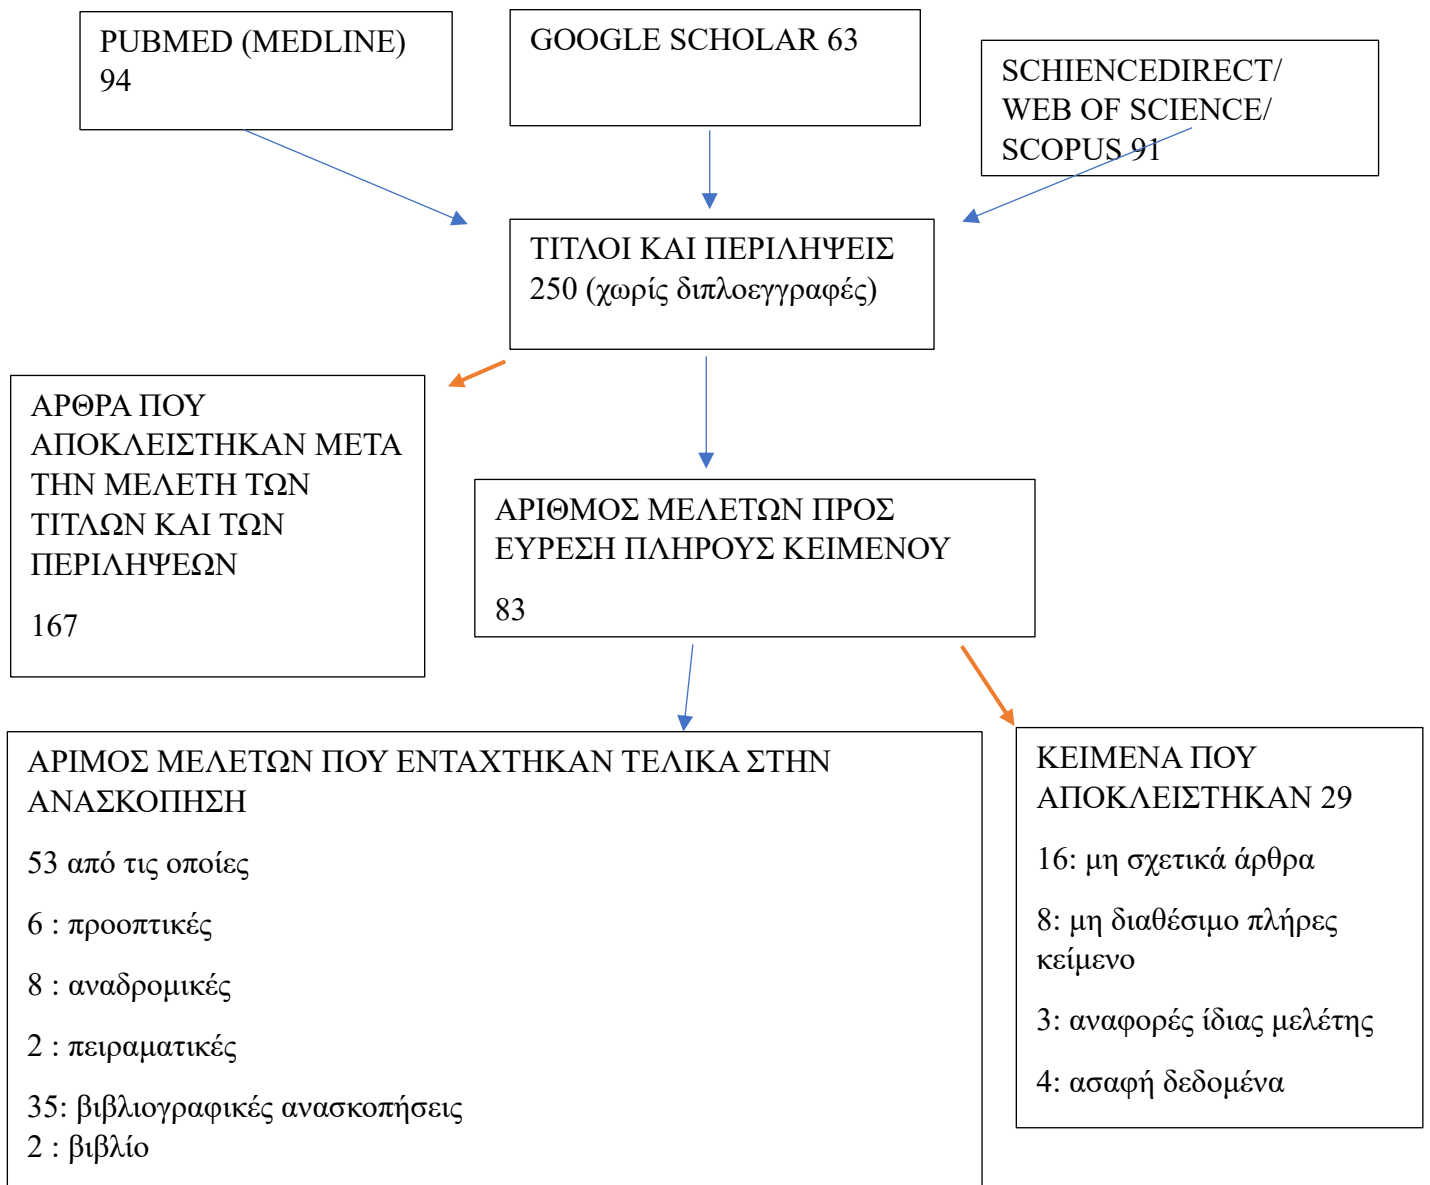 PUBMED (MEDLINE)
94
GOOGLE SCHOLAR 63
SCHIENCEDIRECT/
WEB OF SCIENCE/
SCOPUS 91
ΤΙΤΛΟΙ ΚΑΙ ΠΕΡΙΛΗΨΕΙΣ
250 (χωρίς διπλοεγγραφές)
ΑΡΘΡΑ ΠΟΥ
ΑΠΟΚΛΕΙΣΤΗΚΑΝ ΜΕΤΑ
ΤΗΝ ΜΕΛΕΤΗ ΤΩΝ
ΤΙΤΛΩΝ ΚΑΙ ΤΩΝ
ΠΕΡΙΛΗΨΕΩΝ
167
ΑΡΙΘΜΟΣ ΜΕΛΕΤΩΝ ΠΡΟΣ
ΕΥΡΕΣΗ ΠΛΗΡΟΥΣ ΚΕΙΜΕΝΟΥ
83
ΑΡΙΜΟΣ ΜΕΛΕΤΩΝ ΠΟΥ ΕΝΤΑΧΤΗΚΑΝ ΤΕΛΙΚΑ ΣΤΗΝ
ΑΝΑΣΚΟΠΗΣΗ
53 από τις οποίες
6 : προοπτικές
8 : αναδρομικές
2 : πειραματικές
35: βιβλιογραφικές ανασκοπήσεις
2 : βιβλίο
ΚΕΙΜΕΝΑ ΠΟΥ
ΑΠΟΚΛΕΙΣΤΗΚΑΝ 29
16: μη σχετικά άρθρα
8: μη διαθέσιμο πλήρες
κείμενο
3: αναφορές ίδιας μελέτης
4: ασαφή δεδομένα